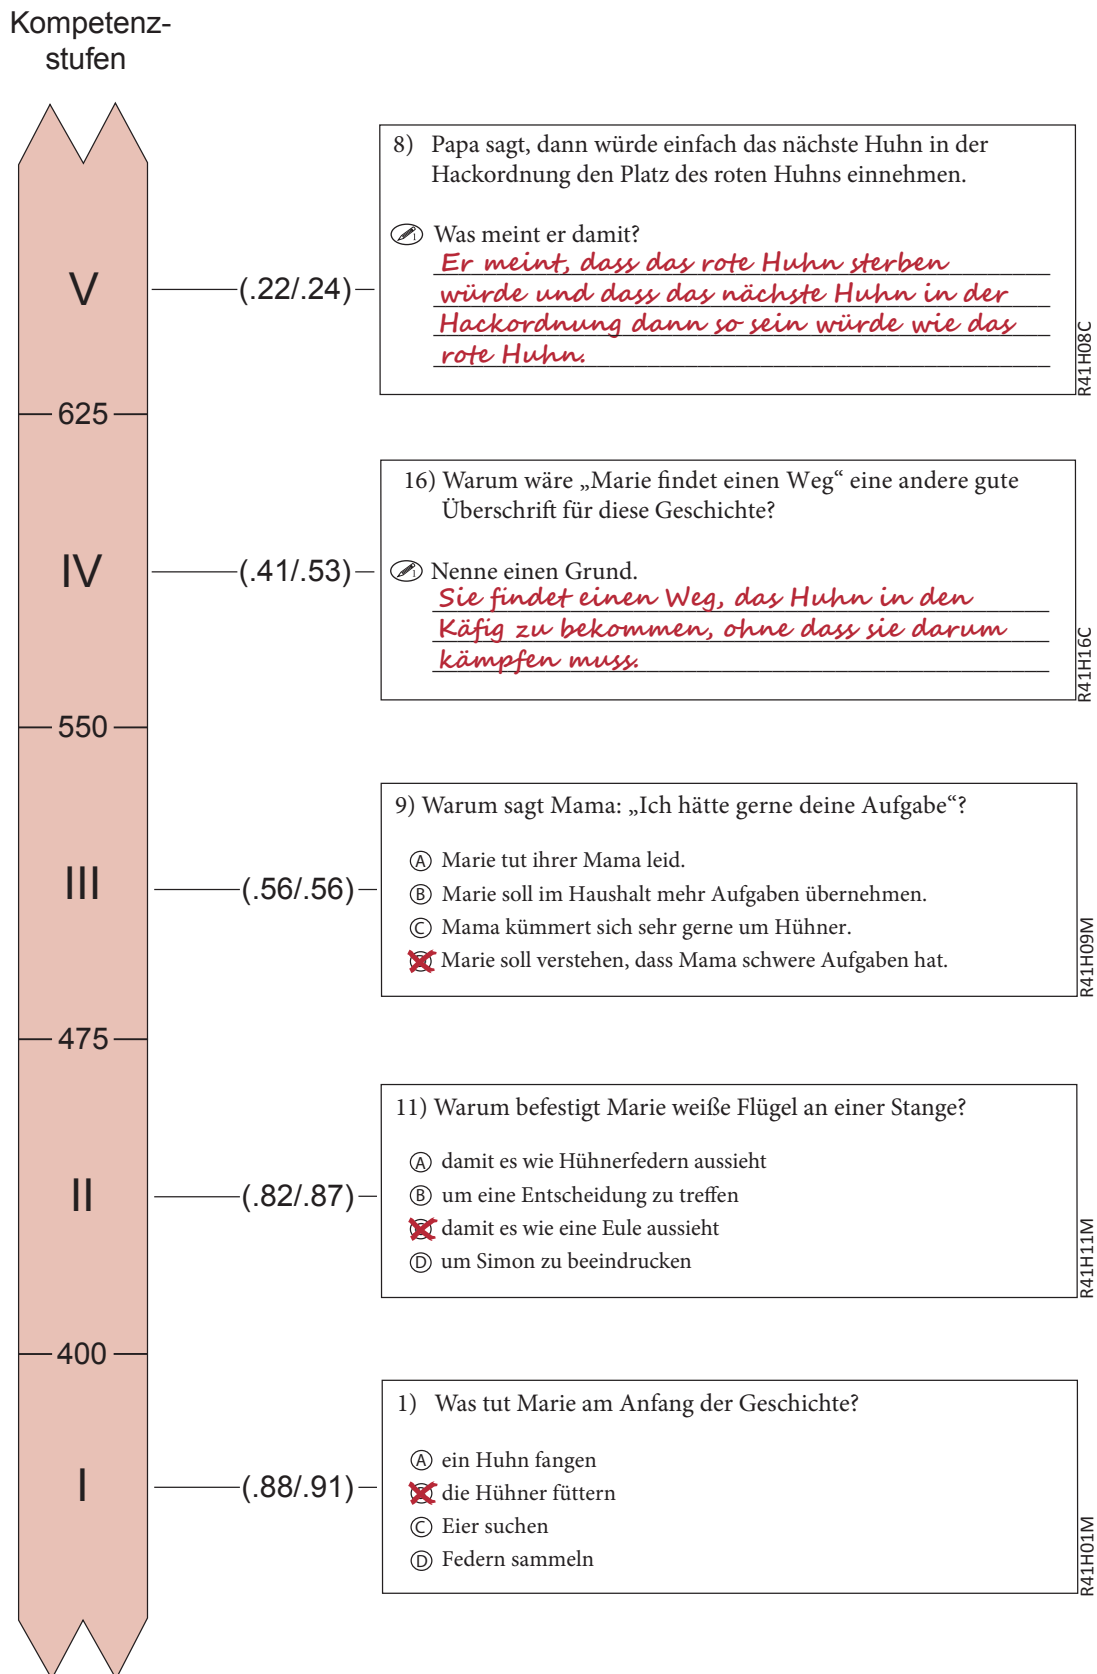 Kompetenz-
stufen
8) Papa sagt, dann würde einfach das nächste Huhn in der
Hackordnung den Platz des roten Huhns einnehmen.
Was meint er damit?
Er meint, dass das rote Huhn sterben
würde und dass das nächste Huhn in der
Hackordnung dann so sein würde wie das
rote Huhn.
R41H08C
V
(.22/.24)
625
16) Warum wäre „Marie findet einen Weg“ eine andere gute
Überschrift für diese Geschichte?
Nenne einen Grund.
Sie findet einen Weg, das Huhn in den
Käfig zu bekommen, ohne dass sie darum
kämpfen muss.
R41H16C
IV
(.41/.53)
550
9) Warum sagt Mama: „Ich hätte gerne deine Aufgabe“?
A Marie tut ihrer Mama leid.
B Marie soll im Haushalt mehr Aufgaben übernehmen.
C Mama kümmert sich sehr gerne um Hühner.
Marie soll verstehen, dass Mama schwere Aufgaben hat.
R41H09M
III
(.56/.56)
475
11) Warum befestigt Marie weiße Flügel an einer Stange?
A damit es wie Hühnerfedern aussieht
B um eine Entscheidung zu treffen
damit es wie eine Eule aussieht
D um Simon zu beeindrucken
R41H11M
II
(.82/.87)
400
1) Was tut Marie am Anfang der Geschichte?
A ein Huhn fangen
die Hühner füttern
C Eier suchen
D Federn sammeln
R41H01M
I
(.88/.91)